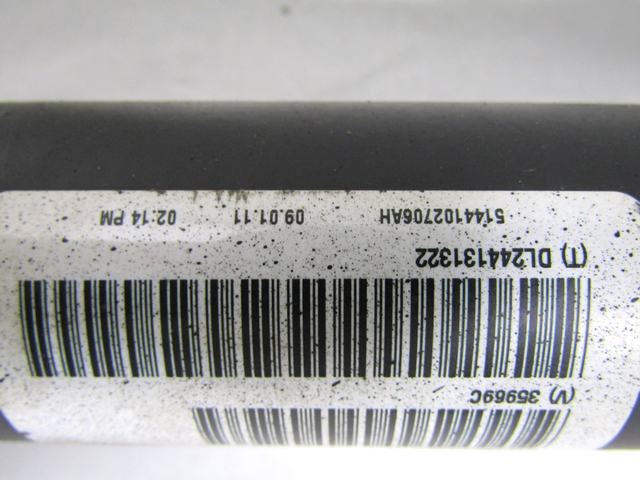 (V) 35969C
(T) DL244131322
5144102706AH 09.01.11 02:14 PM